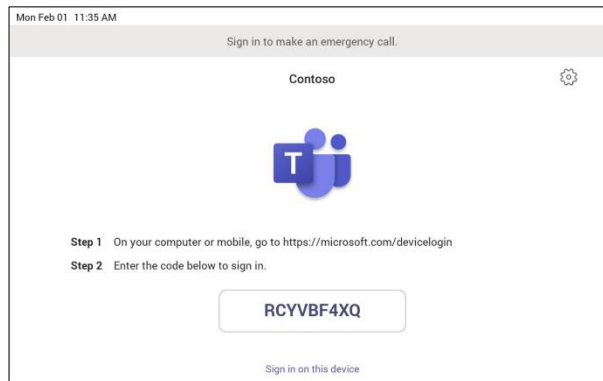 Mon Feb 01 11:35 AM
Sign in to make an emergency call.
Contoso
T
Step 1 On your computer or mobile, go to https://microsoft.com/devicelogin
Step 2 Enter the code below to sign in.
RCYVBF4XQ
Sign in on this device